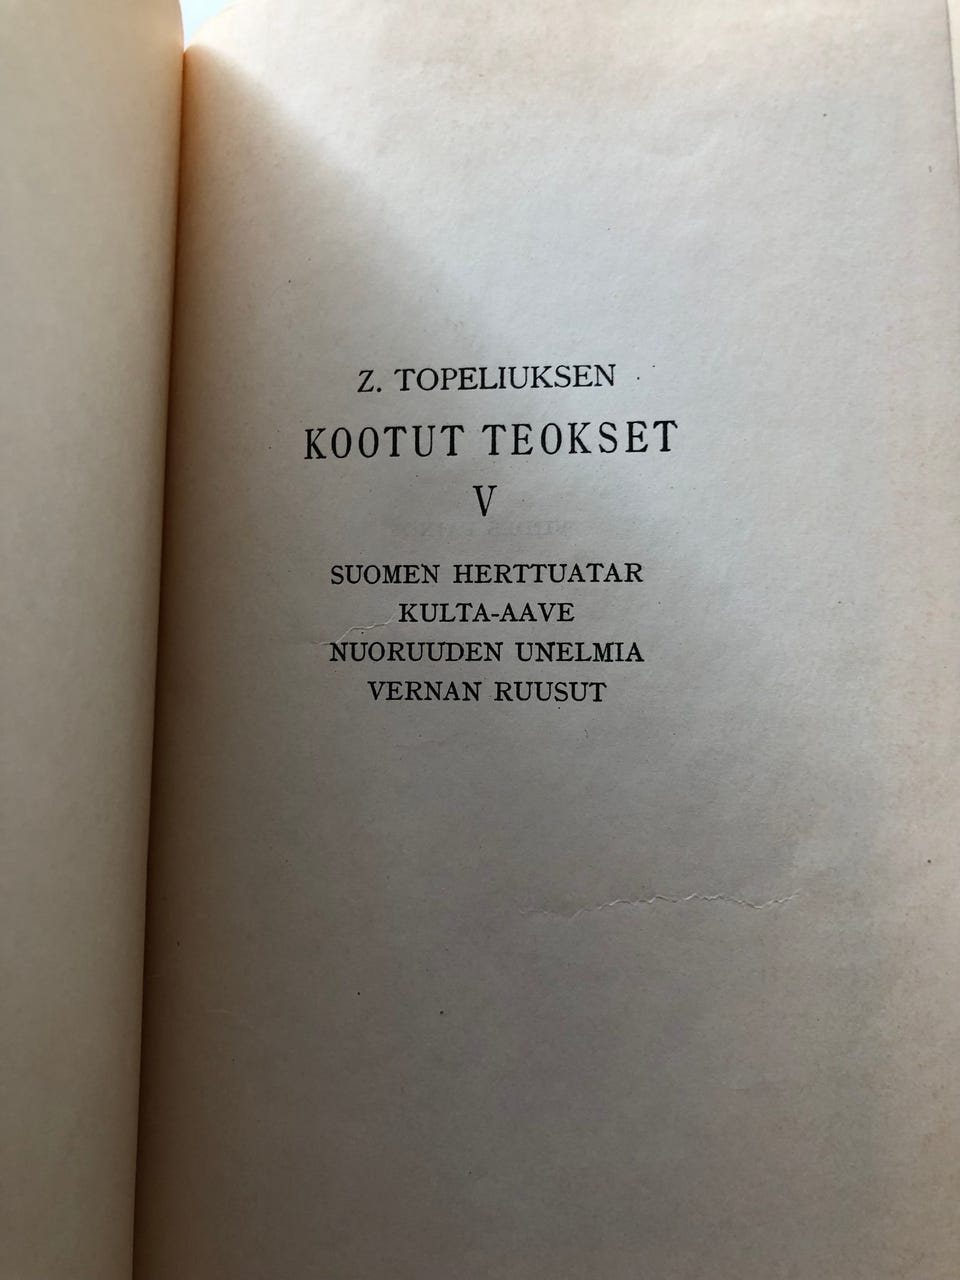 Z. TOPELIUKSEN
KOOTUT TEOKSET
V
SUOMEN HERTTUATAR
KULTA-AAVE
NUORUUDEN UNELMIA
VERNAN RUUSUT